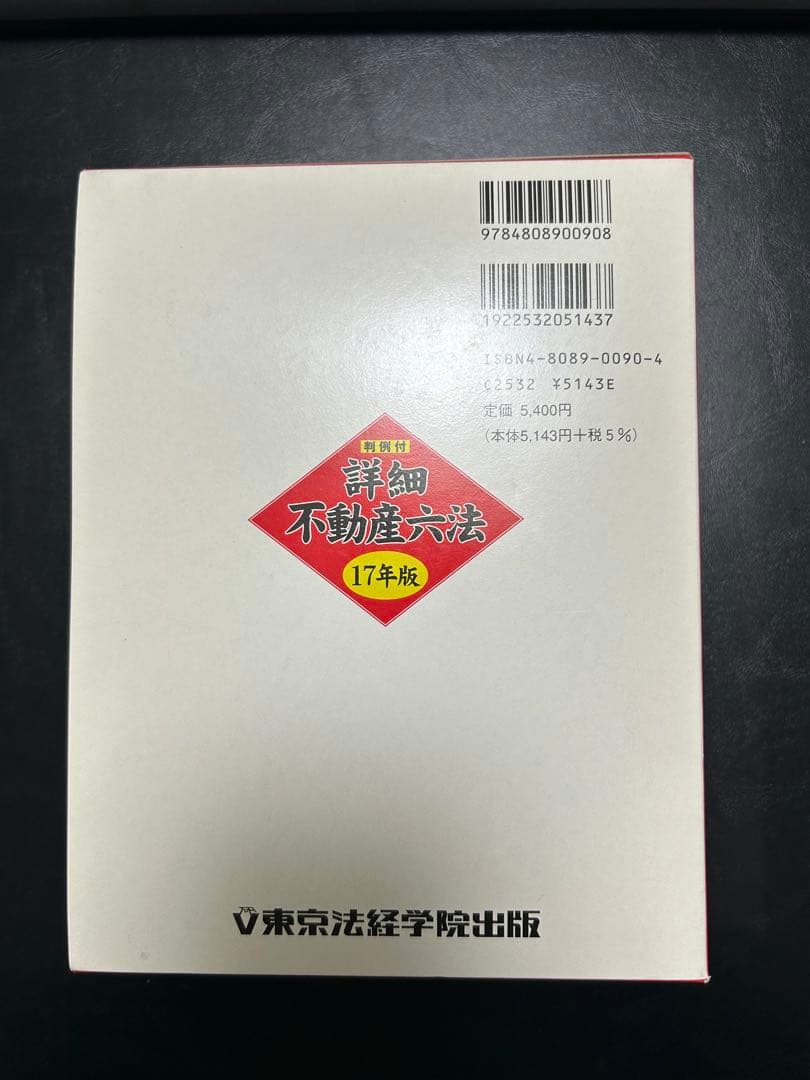 9784808900908
1922532051437
ISBN4-8089-0090-4
C2532 ¥5143E
定価 5,400円
（本体5,143円＋税５％）
判例付
詳細
不動産六法
17年版
東京法経学院出版